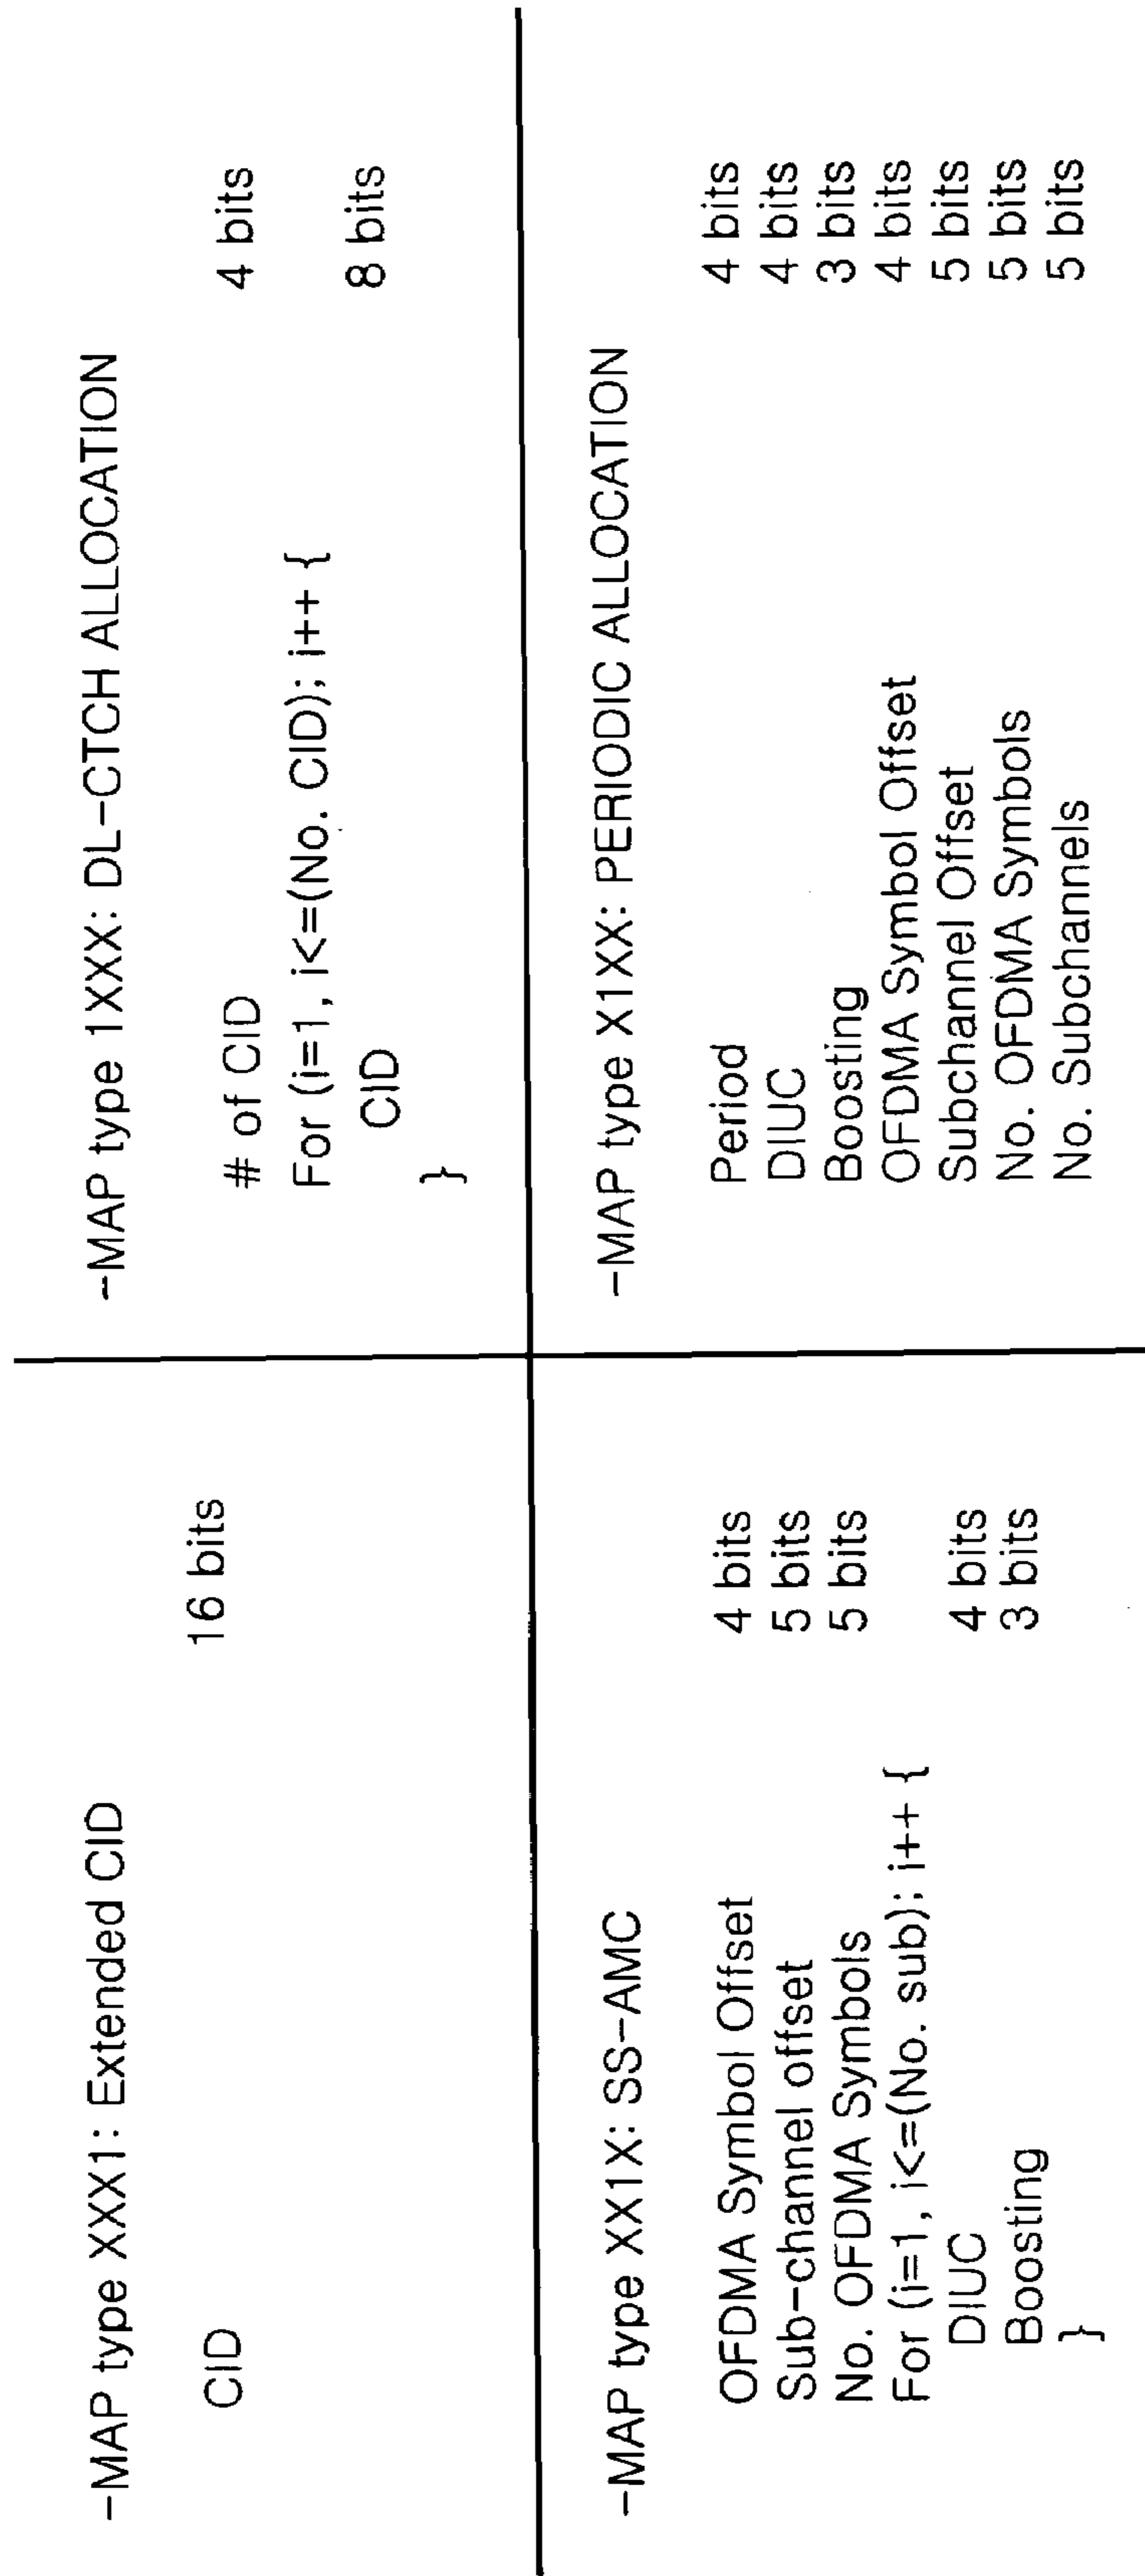 -MAP type XXX1: Extended CID
CID 16 bits
-MAP type 1XXX: DL-CTCH ALLOCATION
# of CID 4 bits
For (i=1, i<=(No. CID); i++ {
CID 8 bits
}
-MAP type XX1X: SS-AMC
OFDMA Symbol Offset 4 bits
Sub-channel offset 5 bits
No. OFDMA Symbols 5 bits
For (i=1, i<=(No. sub); i++ {
DIUC 4 bits
Boosting 3 bits
}
-MAP type X1XX: PERIODIC ALLOCATION
Period 4 bits
DIUC 4 bits
Boosting 3 bits
OFDMA Symbol Offset 4 bits
Subchannel Offset 5 bits
No. OFDMA Symbols 5 bits
No. Subchannels 5 bits